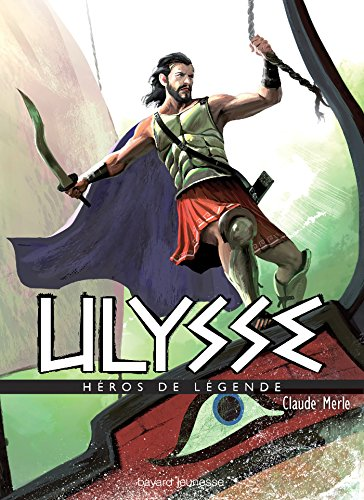 ULYSSE
HÉROS DE LÉGENDE
Claude Merle
bayard jeunesse